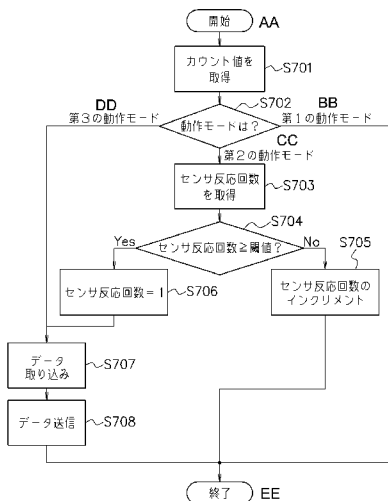 開始 AA
カウント値を
取得
S701
S702
動作モードは?
DD
第3の動作モード
BB
第1の動作モード
CC
第2の動作モード
センサ反応回数
を取得
S703
S704
センサ反応回数≧閾値?
Yes
No
S705
センサ反応回数=1
S706
センサ反応回数の
インクリメント
データ
取り込み
S707
データ送信
S708
終了 EE